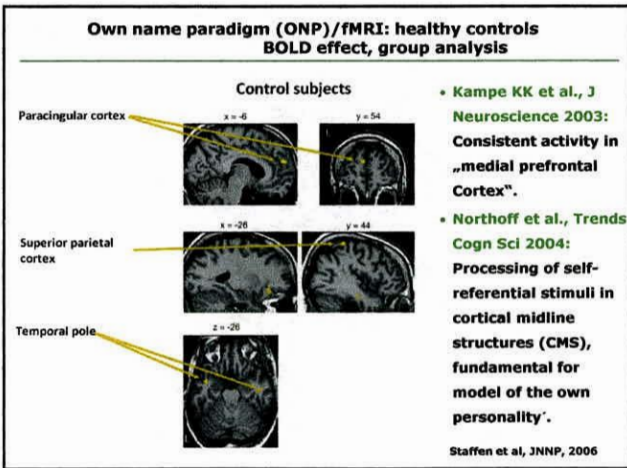 Own name paradigm (ONP)/fMRI: healthy controls
BOLD effect, group analysis
Control subjects
Paracingular cortex
x = -6
y = 54
Superior parietal
cortex
x = -26
y = 44
Temporal pole
z = -26
• Kampe KK et al., J
Neuroscience 2003:
Consistent activity in
„medial prefrontal
Cortex“.
• Northoff et al., Trends
Cogn Sci 2004:
Processing of self-
referential stimuli in
cortical midline
structures (CMS),
fundamental for
model of the own
personality´.
Staffen et al, JNNP, 2006